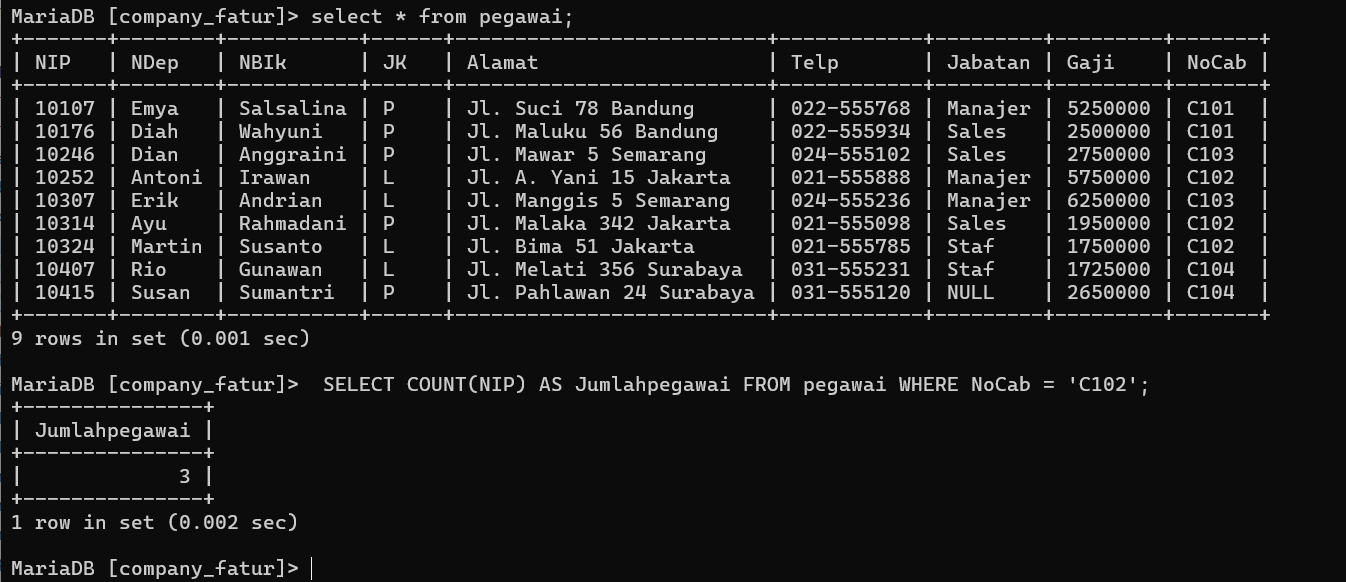 MariaDB [company_fatur]> select * from pegawai;
+-------+--------+-----------+------+--------------------------+------------+---------+---------+-------+
| NIP   | NDep   | NBIk      | JK   | Alamat                   | Telp       | Jabatan | Gaji    | NoCab |
+-------+--------+-----------+------+--------------------------+------------+---------+---------+-------+
| 10107 | Emya   | Salsalina | P    | Jl. Suci 78 Bandung      | 022-555768 | Manajer | 5250000 | C101  |
| 10176 | Diah   | Wahyuni   | P    | Jl. Maluku 56 Bandung    | 022-555934 | Sales   | 2500000 | C101  |
| 10246 | Dian   | Anggraini | P    | Jl. Mawar 5 Semarang     | 024-555102 | Sales   | 2750000 | C103  |
| 10252 | Antoni | Irawan    | L    | Jl. A. Yani 15 Jakarta   | 021-555888 | Manajer | 5750000 | C102  |
| 10307 | Erik   | Andrian   | L    | Jl. Manggis 5 Semarang   | 024-555236 | Manajer | 6250000 | C103  |
| 10314 | Ayu    | Rahmadani | P    | Jl. Malaka 342 Jakarta   | 021-555098 | Sales   | 1950000 | C102  |
| 10324 | Martin | Susanto   | L    | Jl. Bima 51 Jakarta      | 021-555785 | Staf    | 1750000 | C102  |
| 10407 | Rio    | Gunawan   | L    | Jl. Melati 356 Surabaya  | 031-555231 | Staf    | 1725000 | C104  |
| 10415 | Susan  | Sumantri  | P    | Jl. Pahlawan 24 Surabaya | 031-555120 | NULL    | 2650000 | C104  |
+-------+--------+-----------+------+--------------------------+------------+---------+---------+-------+
9 rows in set (0.001 sec)
MariaDB [company_fatur]>  SELECT COUNT(NIP) AS Jumlahpegawai FROM pegawai WHERE NoCab = 'C102';
+---------------+
| Jumlahpegawai |
+---------------+
|             3 |
+---------------+
1 row in set (0.002 sec)
MariaDB [company_fatur]>